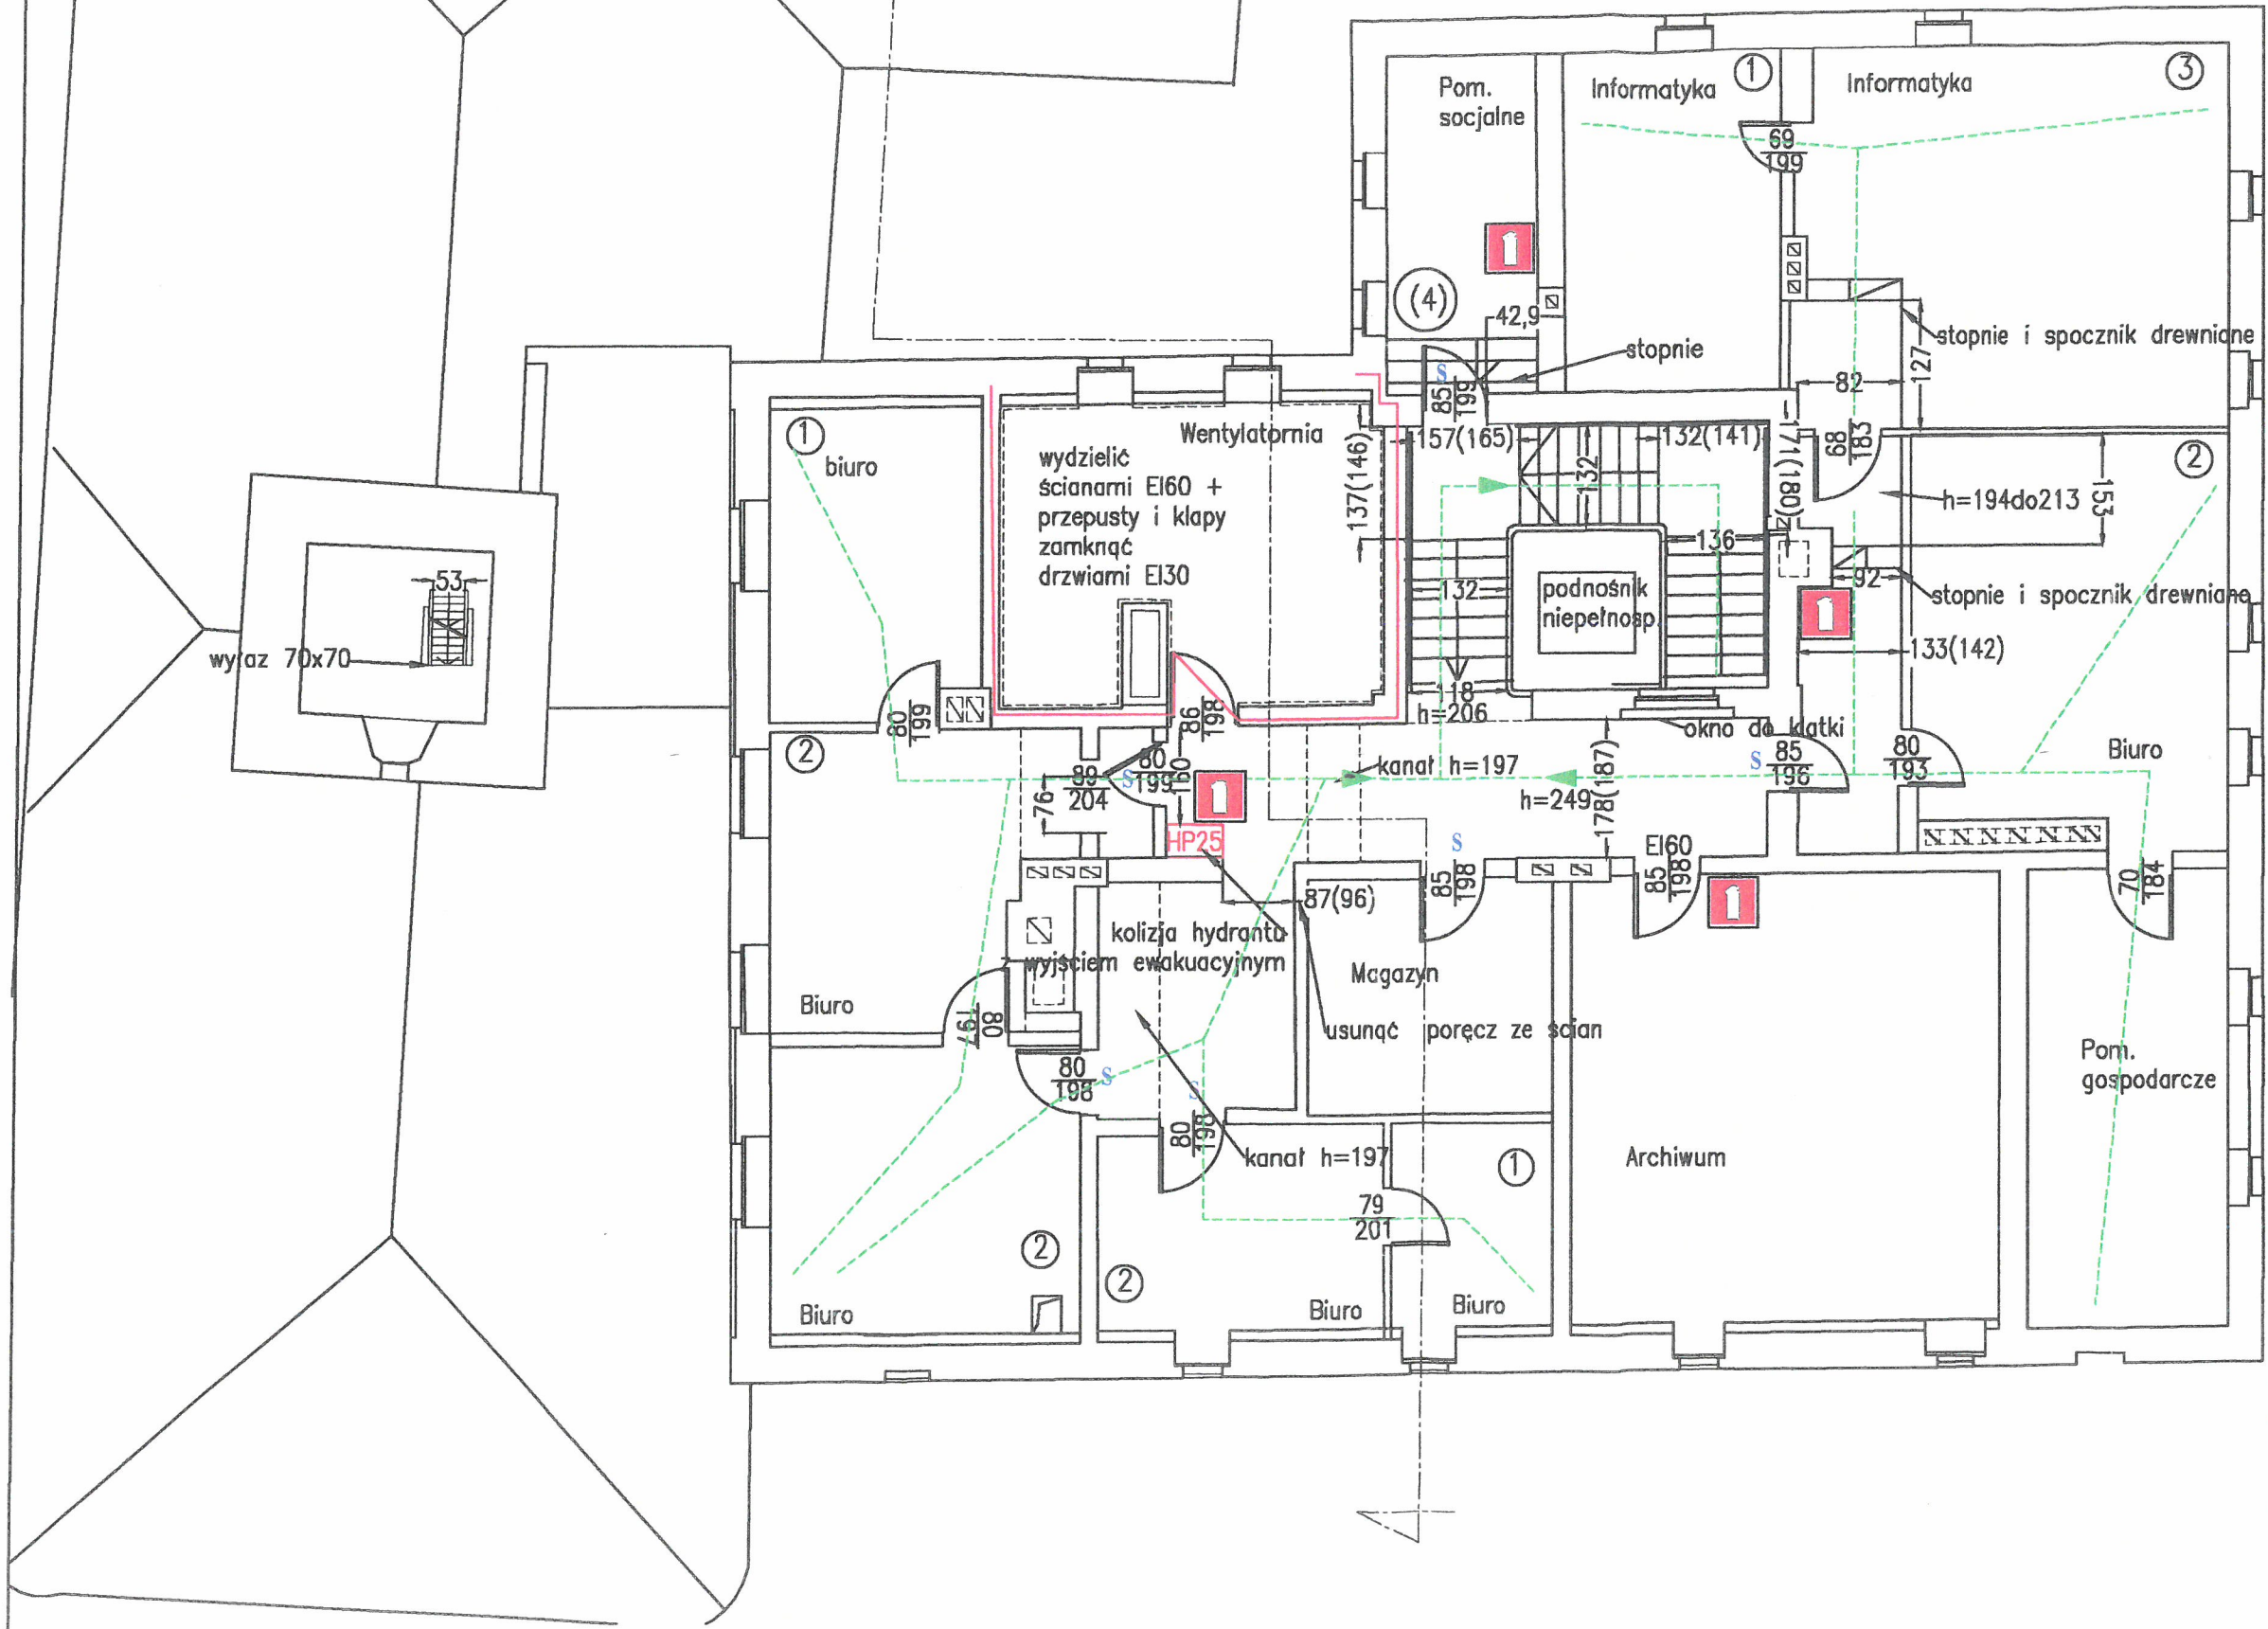 Pom.
socjalne
Informatyka
1
Informatyka
3
69
199
(4)
42,9
stopnie
stopnie i spocznik drewniane
127
82
S
85
199
1
biuro
Wentylatornia
wydzielić
ścianami EI60 +
przepusty i klapy
zamknąć
drzwiami EI30
137(146)
157(165)
132
132(141)
171(180)
68
183
2
h=194do213
153
136
92
53
wyłaz 70x70
132
podnośnik
niepełnosp.
stopnie i spocznik drewniane
133(142)
118
h=206
80
199
86
198
okno do klatki
2
80
199
S
160
89
204
76
kanał h=197
h=249
178(187)
S
85
196
80
193
Biuro
HP25
S
85
198
EI60
85
198
70
184
87(96)
kolizja hydrantu
wyjściem ewakuacyjnym
Magazyn
Biuro
80
197
usunąć poręcz ze ścian
80
198
S
S
Pom.
gospodarcze
80
198
kanał h=197
1
Archiwum
79
201
2
2
Biuro
Biuro
Biuro